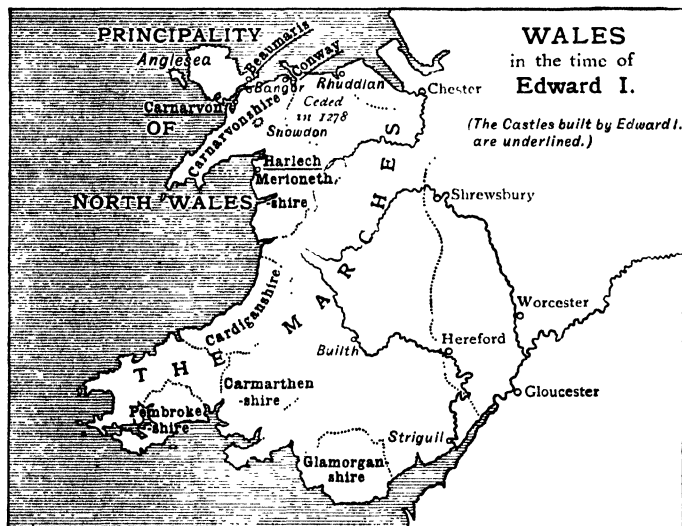 WALES
in the time of
Edward I.
(The Castles built by Edward I.
are underlined.)
PRINCIPALITY
Anglesea
Beaumaris
Conway
Bangor
Rhuddlan
Chester
Carnarvon
Ceded
in 1278
OF
Carnarvonshire
Snowdon
Harlech
Merioneth
-shire
NORTH WALES
Shrewsbury
THE MARCHES
Cardiganshire
Worcester
Builth
Hereford
Carmarthen
-shire
Gloucester
Pembroke
-shire
Striguil
Glamorgan-
shire